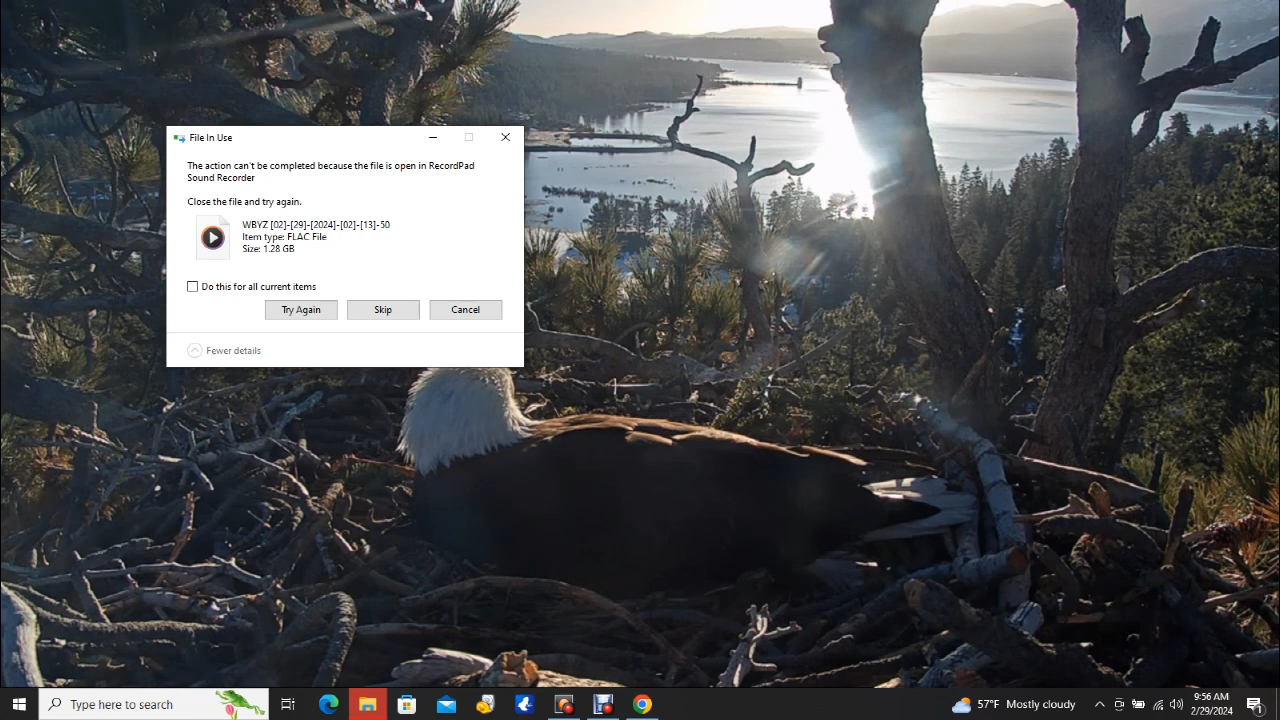 File In Use
The action can't be completed because the file is open in RecordPad
Sound Recorder
Close the file and try again.
WBYZ [02]-[29]-[2024]-[02]-[13]-50
Item type: FLAC File
Size: 1.28 GB
Do this for all current items
Try Again Skip Cancel
Fewer details
Type here to search
57°F Mostly cloudy
9:56 AM
2/29/2024
1